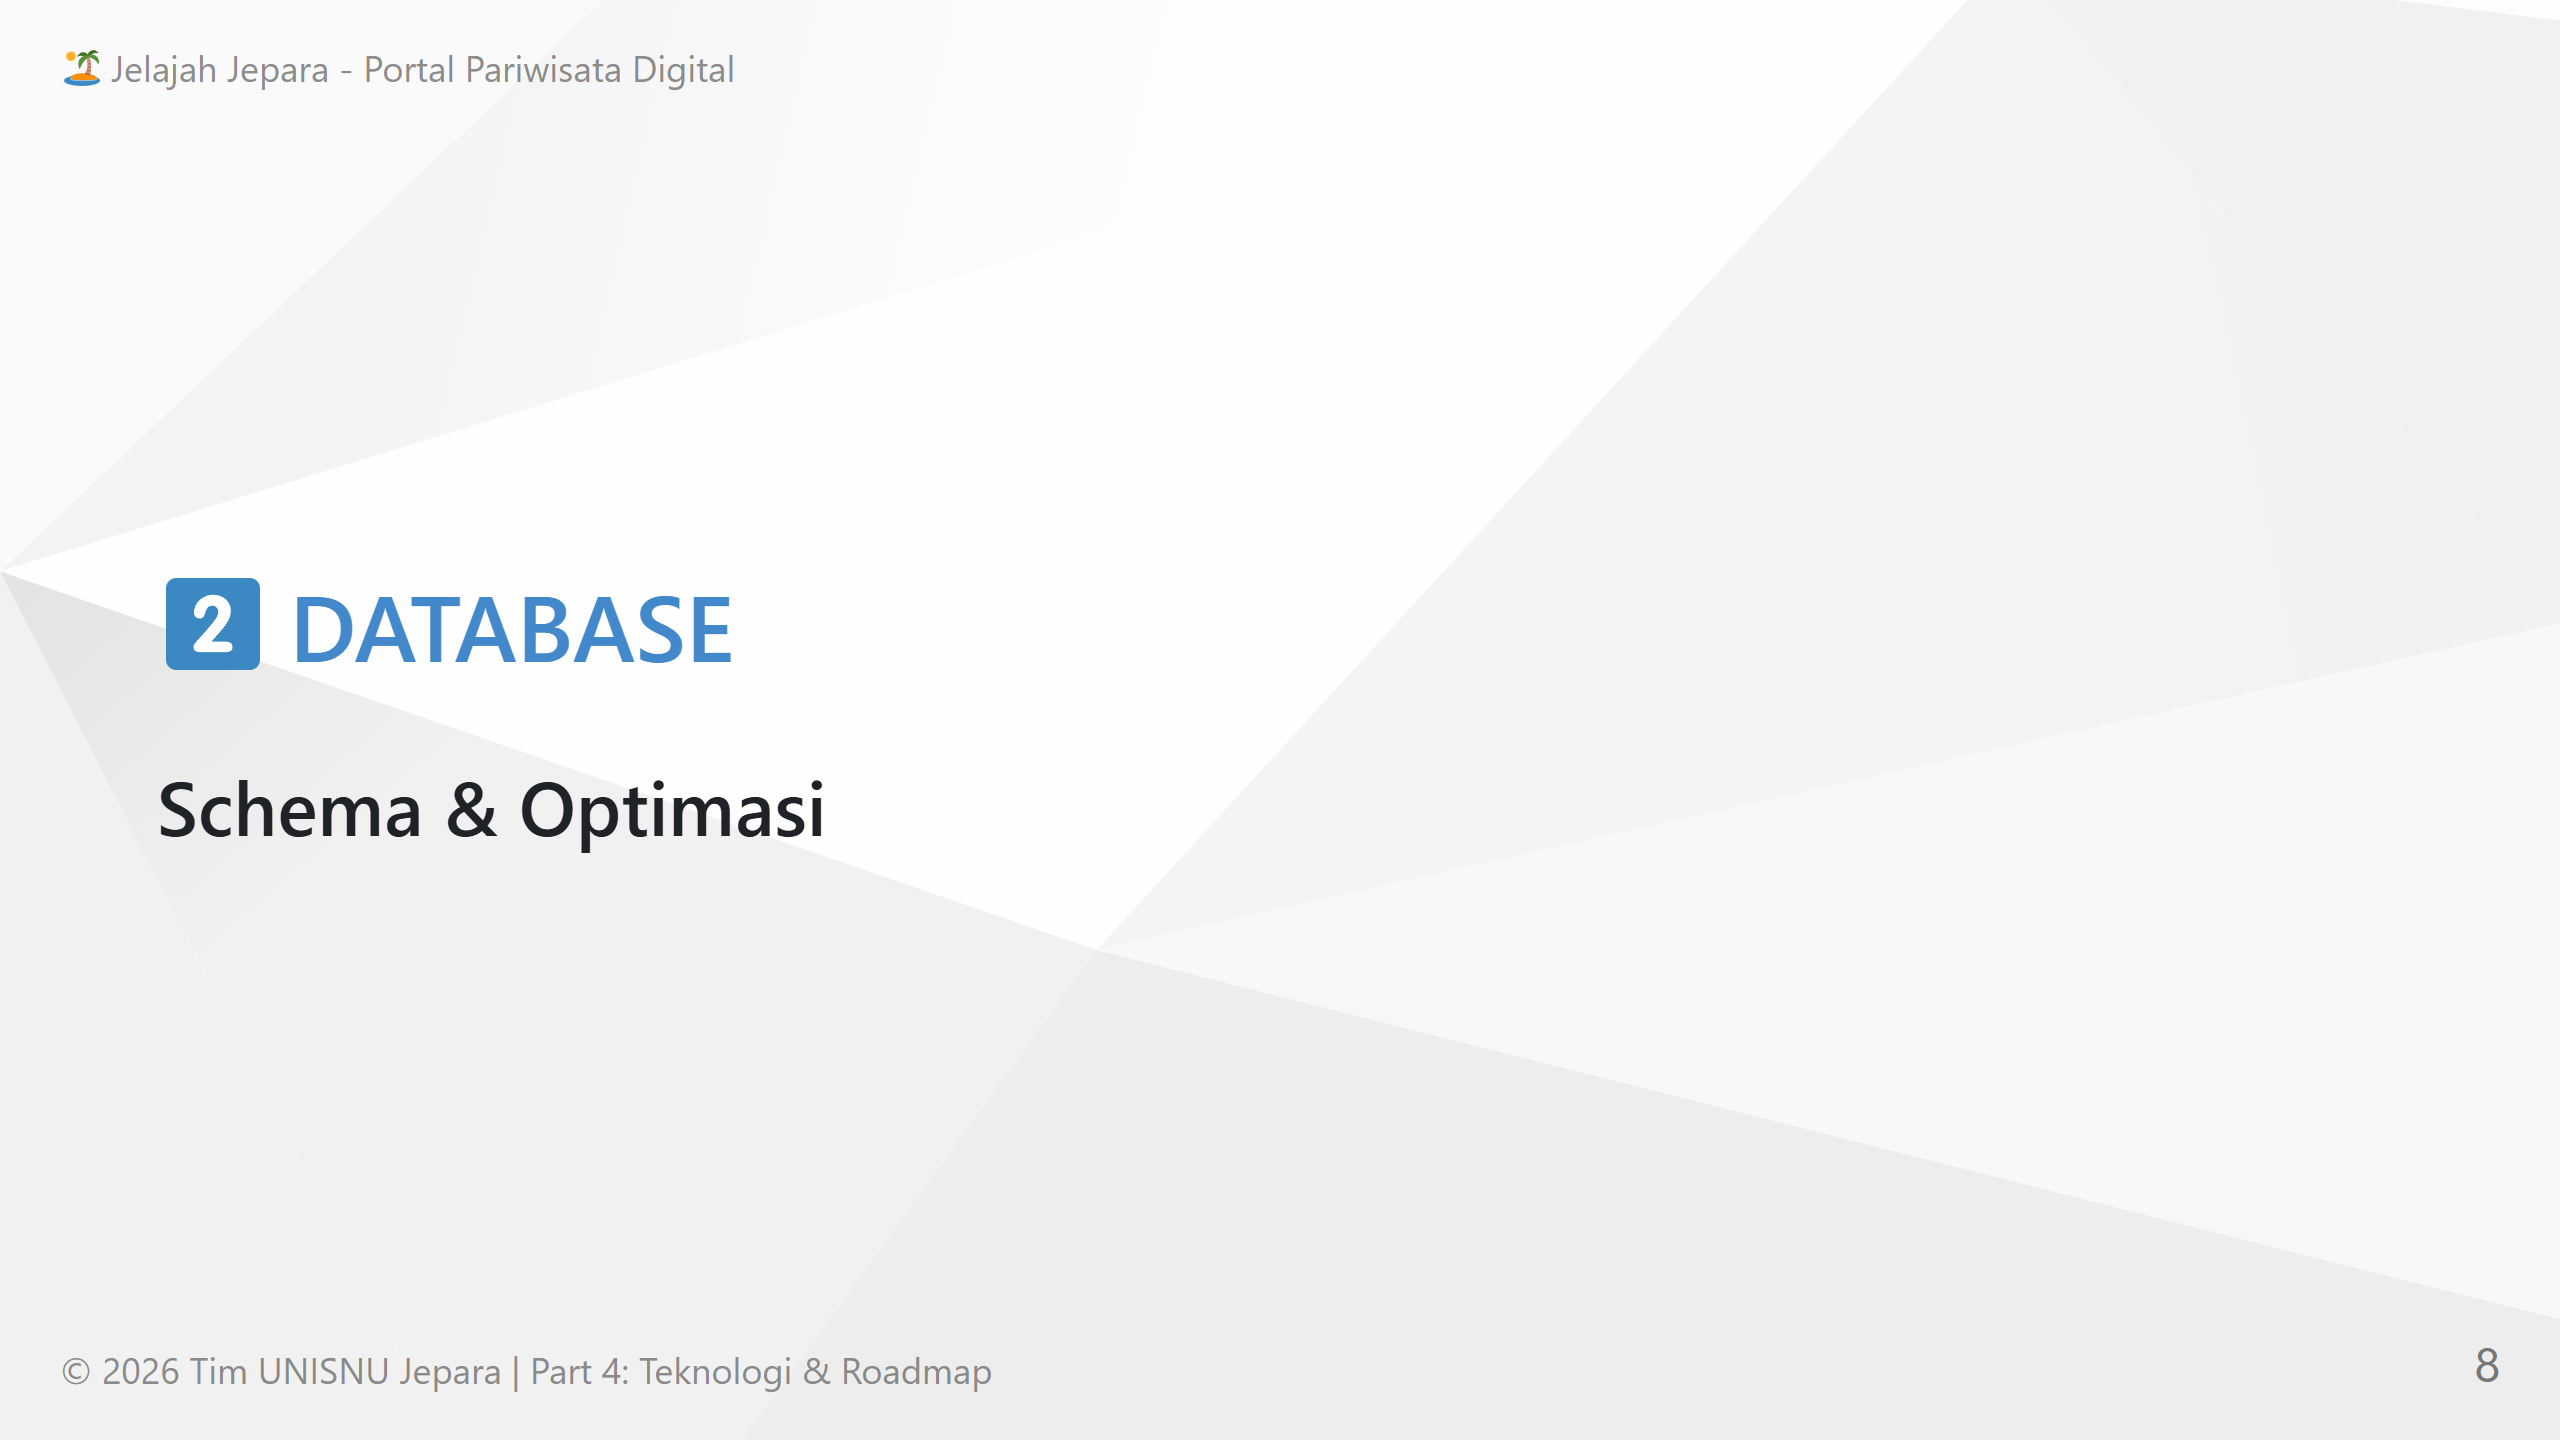 🏝️ Jelajah Jepara - Portal Pariwisata Digital
2️⃣ DATABASE
Schema & Optimasi
© 2026 Tim UNISNU Jepara | Part 4: Teknologi & Roadmap
8